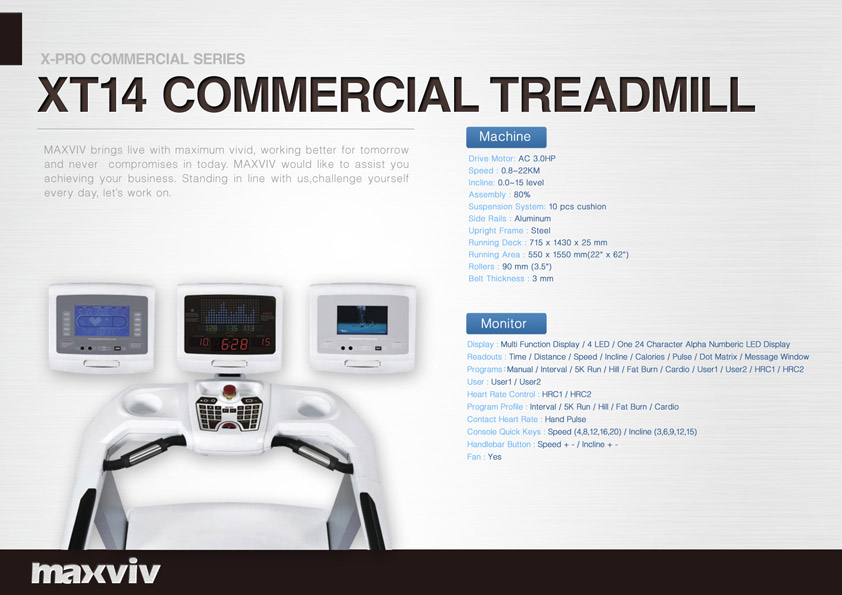 X-PRO COMMERCIAL SERIES
XT14 COMMERCIAL TREADMILL
MAXVIV brings live with maximum vivid, working better for tomorrow
and never compromises in today. MAXVIV would like to assist you
achieving your business. Standing in line with us,challenge yourself
every day, let's work on.
Machine
Drive Motor: AC 3.0HP
Speed : 0.8~22KM
Incline: 0.0~15 level
Assembly : 80%
Suspension System: 10 pcs cushion
Side Rails : Aluminum
Upright Frame : Steel
Running Deck : 715 x 1430 x 25 mm
Running Area : 550 x 1550 mm(22" x 62")
Rollers : 90 mm (3.5")
Belt Thickness : 3 mm
Monitor
Display : Multi Function Display / 4 LED / One 24 Character Alpha Numberic LED Display
Readouts : Time / Distance / Speed / Incline / Calories / Pulse / Dot Matrix / Message Window
Programs : Manual / Interval / 5K Run / Hill / Fat Burn / Cardio / User1 / User2 / HRC1 / HRC2
User : User1 / User2
Heart Rate Control : HRC1 / HRC2
Program Profile : Interval / 5K Run / Hill / Fat Burn / Cardio
Contact Heart Rate : Hand Pulse
Console Quick Keys : Speed (4,8,12,16,20) / Incline (3,6,9,12,15)
Handlebar Button : Speed + - / Incline + -
Fan : Yes
10 628 15
maxviv